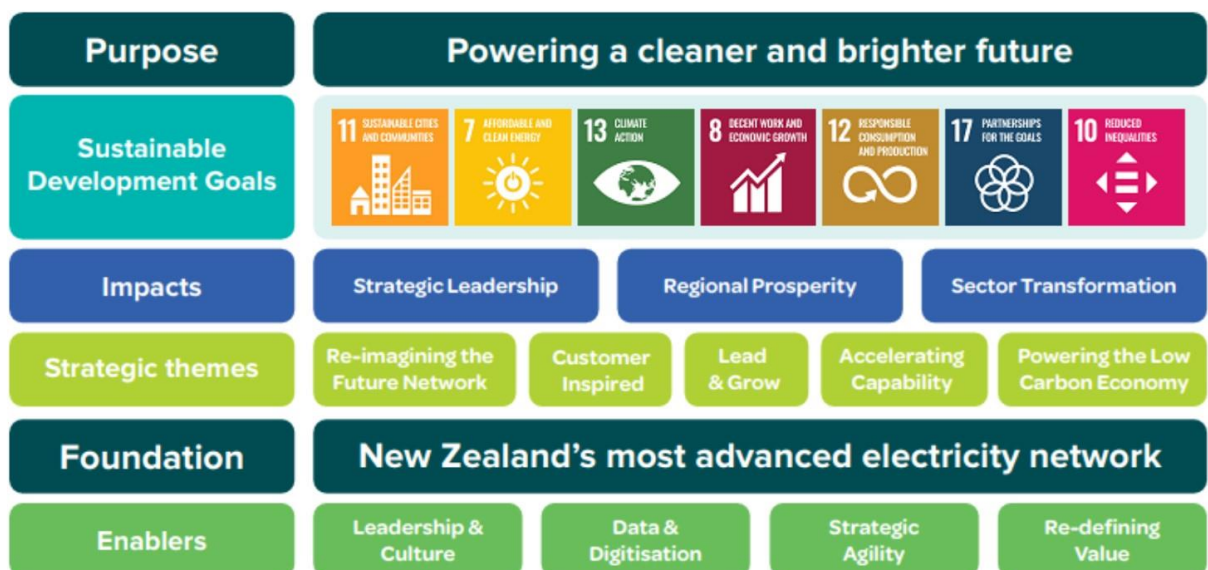 Purpose
Powering a cleaner and brighter future
Sustainable
Development Goals
11 SUSTAINABLE CITIES
AND COMMUNITIES
7 AFFORDABLE AND
CLEAN ENERGY
13 CLIMATE
ACTION
8 DECENT WORK AND
ECONOMIC GROWTH
12 RESPONSIBLE
CONSUMPTION
AND PRODUCTION
17 PARTNERSHIPS
FOR THE GOALS
10 REDUCED
INEQUALITIES
Impacts
Strategic Leadership
Regional Prosperity
Sector Transformation
Strategic themes
Re-imagining the
Future Network
Customer
Inspired
Lead
& Grow
Accelerating
Capability
Powering the Low
Carbon Economy
Foundation
New Zealand's most advanced electricity network
Enablers
Leadership &
Culture
Data &
Digitisation
Strategic
Agility
Re-defining
Value